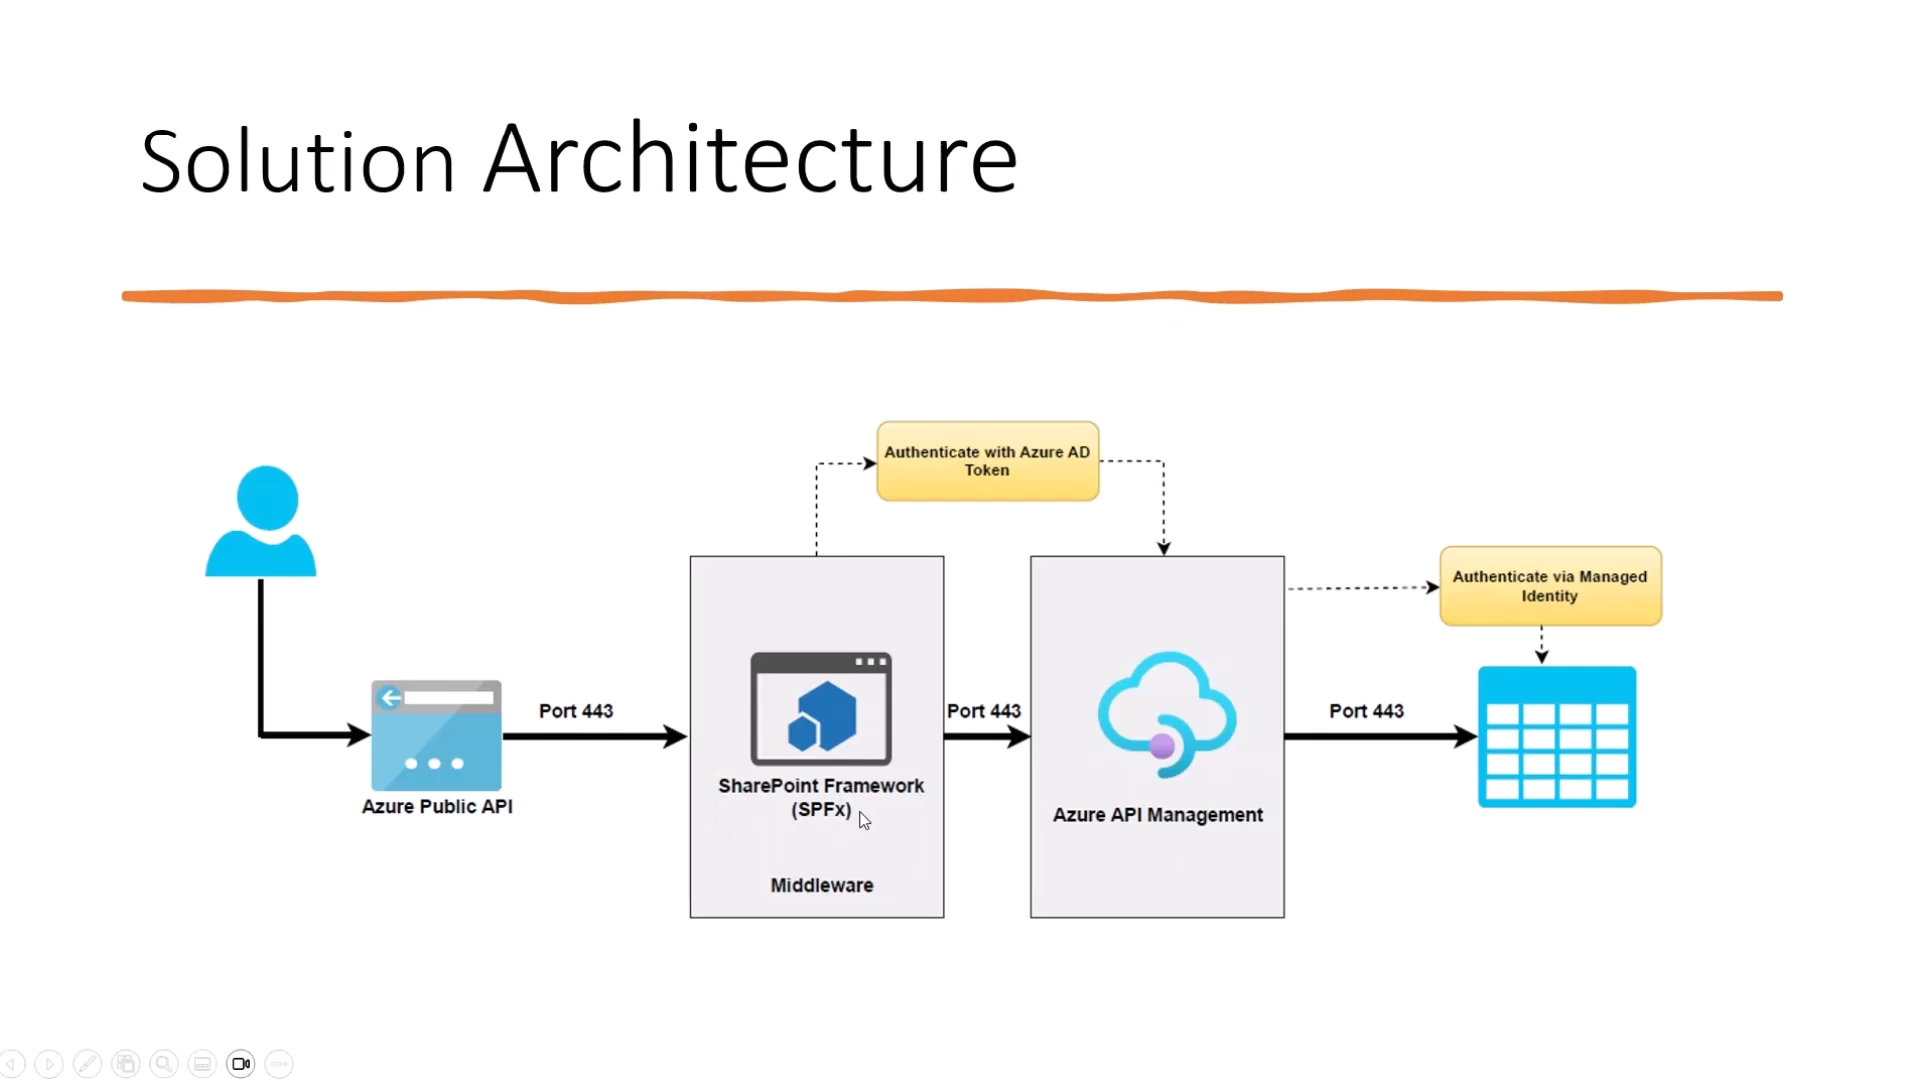 Solution Architecture
Authenticate with Azure AD
Token
Authenticate via Managed
Identity
Port 443
Port 443
Port 443
Azure Public API
SharePoint Framework
(SPFx)
Middleware
Azure API Management